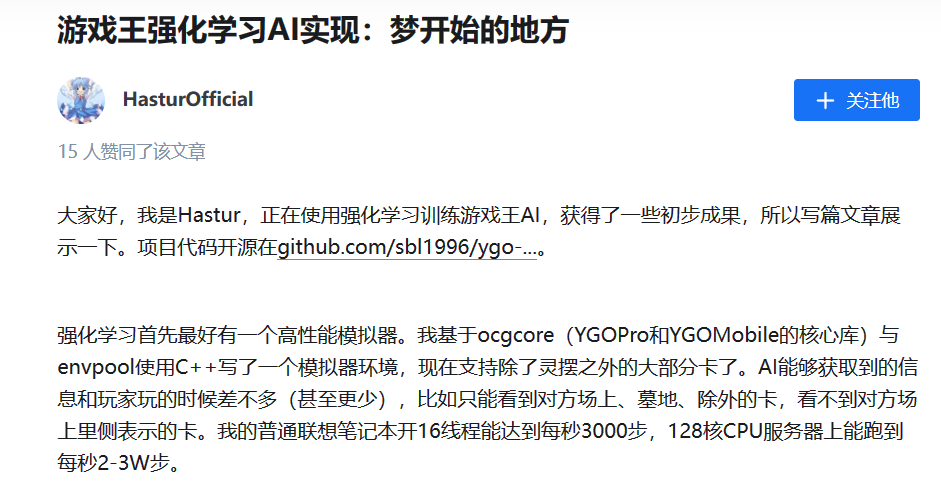 游戏王强化学习AI实现：梦开始的地方
HasturOfficial
+ 关注他
15 人赞同了该文章
大家好，我是Hastur，正在使用强化学习训练游戏王AI，获得了一些初步成果，所以写篇文章展
示一下。项目代码开源在github.com/sbl1996/ygo-...。
强化学习首先最好有一个高性能模拟器。我基于ocgcore（YGOPro和YGOMobile的核心库）与
envpool使用C++写了一个模拟器环境，现在支持除了灵摆之外的大部分卡了。AI能够获取到的信
息和玩家玩的时候差不多（甚至更少），比如只能看到对方场上、墓地、除外的卡，看不到对方场
上里侧表示的卡。我的普通联想笔记本开16线程能达到每秒3000步，128核CPU服务器上能跑到
每秒2-3W步。